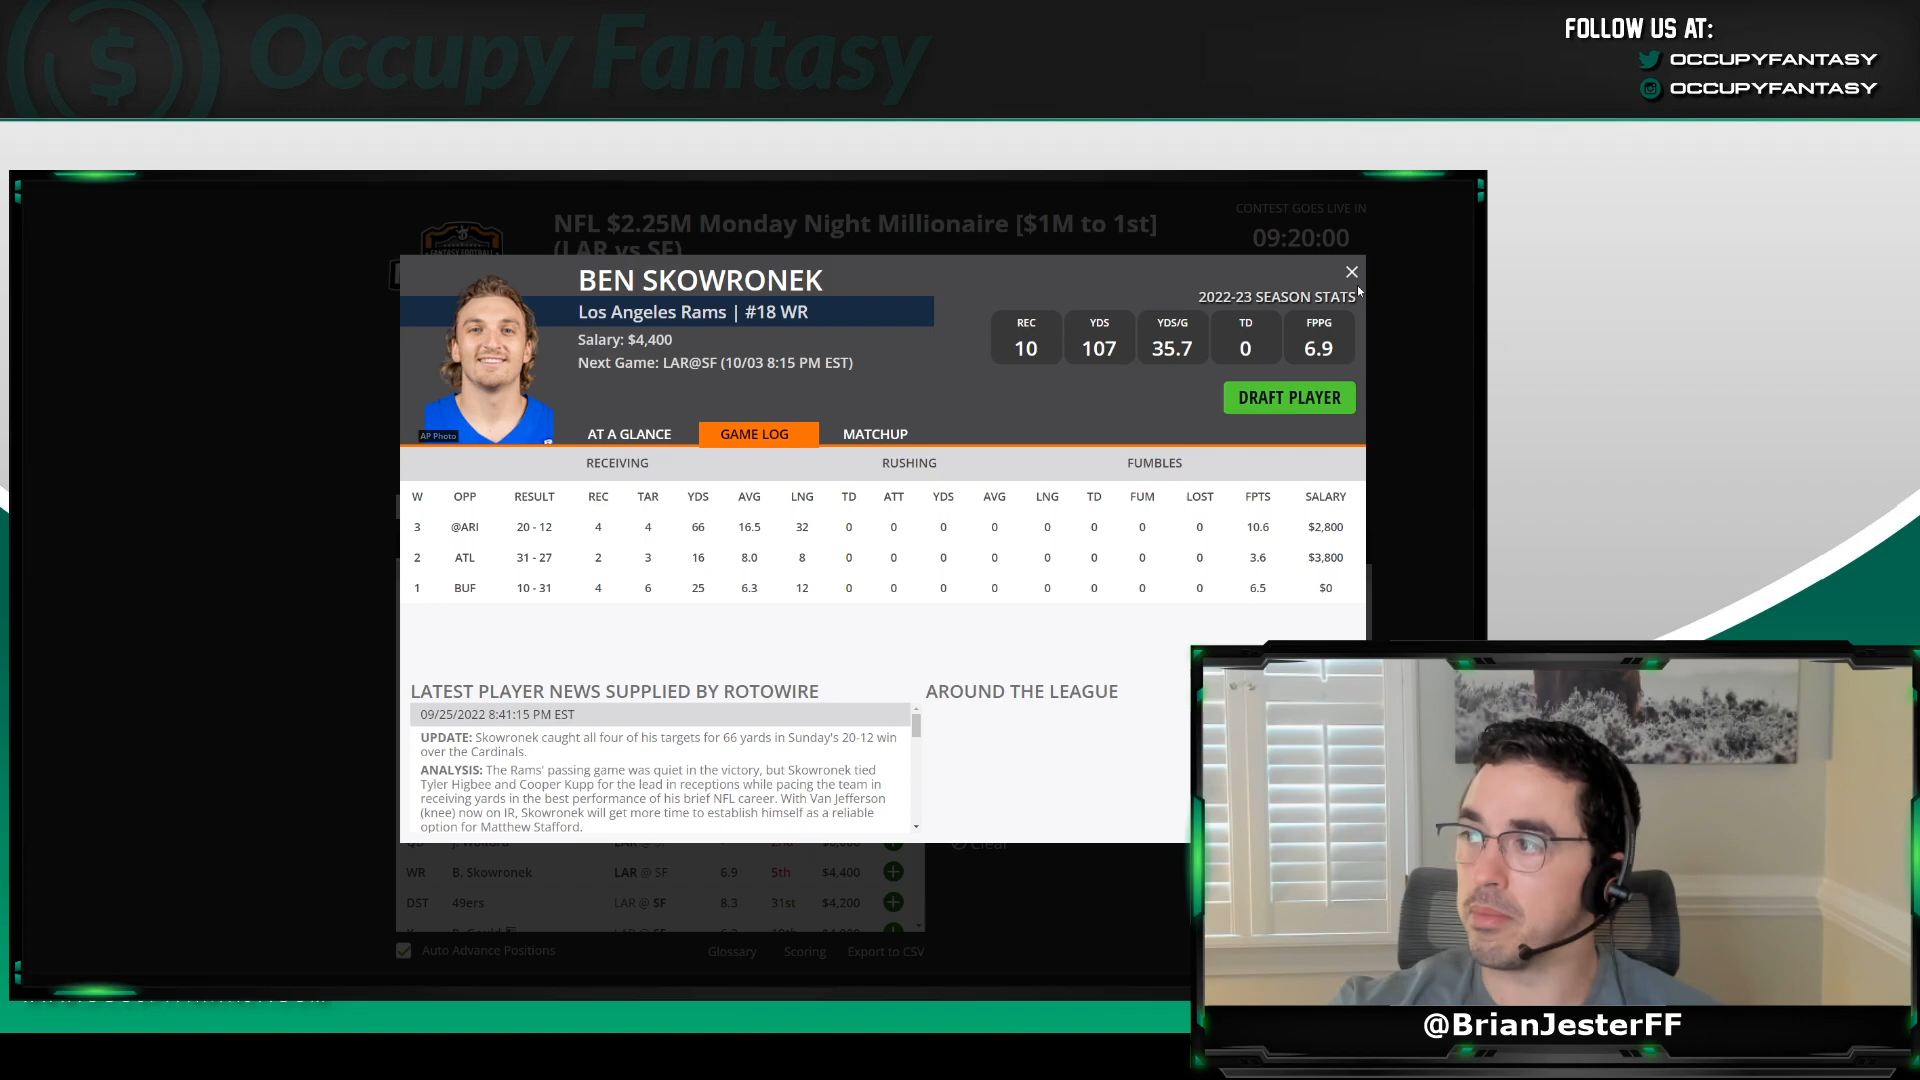 Occupy Fantasy
FOLLOW US AT:
OCCUPYFANTASY
OCCUPYFANTASY
NFL $2.25M Monday Night Millionaire [$1M to 1st]
(LAR vs SF)
CONTEST GOES LIVE IN
09:20:00
BEN SKOWRONEK
Los Angeles Rams | #18 WR
Salary: $4,400
Next Game: LAR@SF (10/03 8:15 PM EST)
AP Photo
2022-23 SEASON STATS
REC YDS YDS/G TD FPPG
10 107 35.7 0 6.9
DRAFT PLAYER
AT A GLANCE GAME LOG MATCHUP
RECEIVING RUSHING FUMBLES
W OPP RESULT REC TAR YDS AVG LNG TD ATT YDS AVG LNG TD FUM LOST FPTS SALARY
3 @ARI 20 - 12 4 4 66 16.5 32 0 0 0 0 0 0 0 0 10.6 $2,800
2 ATL 31 - 27 2 3 16 8.0 8 0 0 0 0 0 0 0 0 3.6 $3,800
1 BUF 10 - 31 4 6 25 6.3 12 0 0 0 0 0 0 0 0 6.5 $0
LATEST PLAYER NEWS SUPPLIED BY ROTOWIRE
AROUND THE LEAGUE
09/25/2022 8:41:15 PM EST
UPDATE: Skowronek caught all four of his targets for 66 yards in Sunday's 20-12 win
over the Cardinals.
ANALYSIS: The Rams' passing game was quiet in the victory, but Skowronek tied
Tyler Higbee and Cooper Kupp for the lead in receptions while pacing the team in
receiving yards in the best performance of his brief NFL career. With Van Jefferson
(knee) now on IR, Skowronek will get more time to establish himself as a reliable
option for Matthew Stafford.
Clear
WR B. Skowronek LAR @ SF 6.9 5th $4,400
DST 49ers LAR @ SF 8.3 31st $4,200
Auto Advance Positions Glossary Scoring Export to CSV
@BrianJesterFF